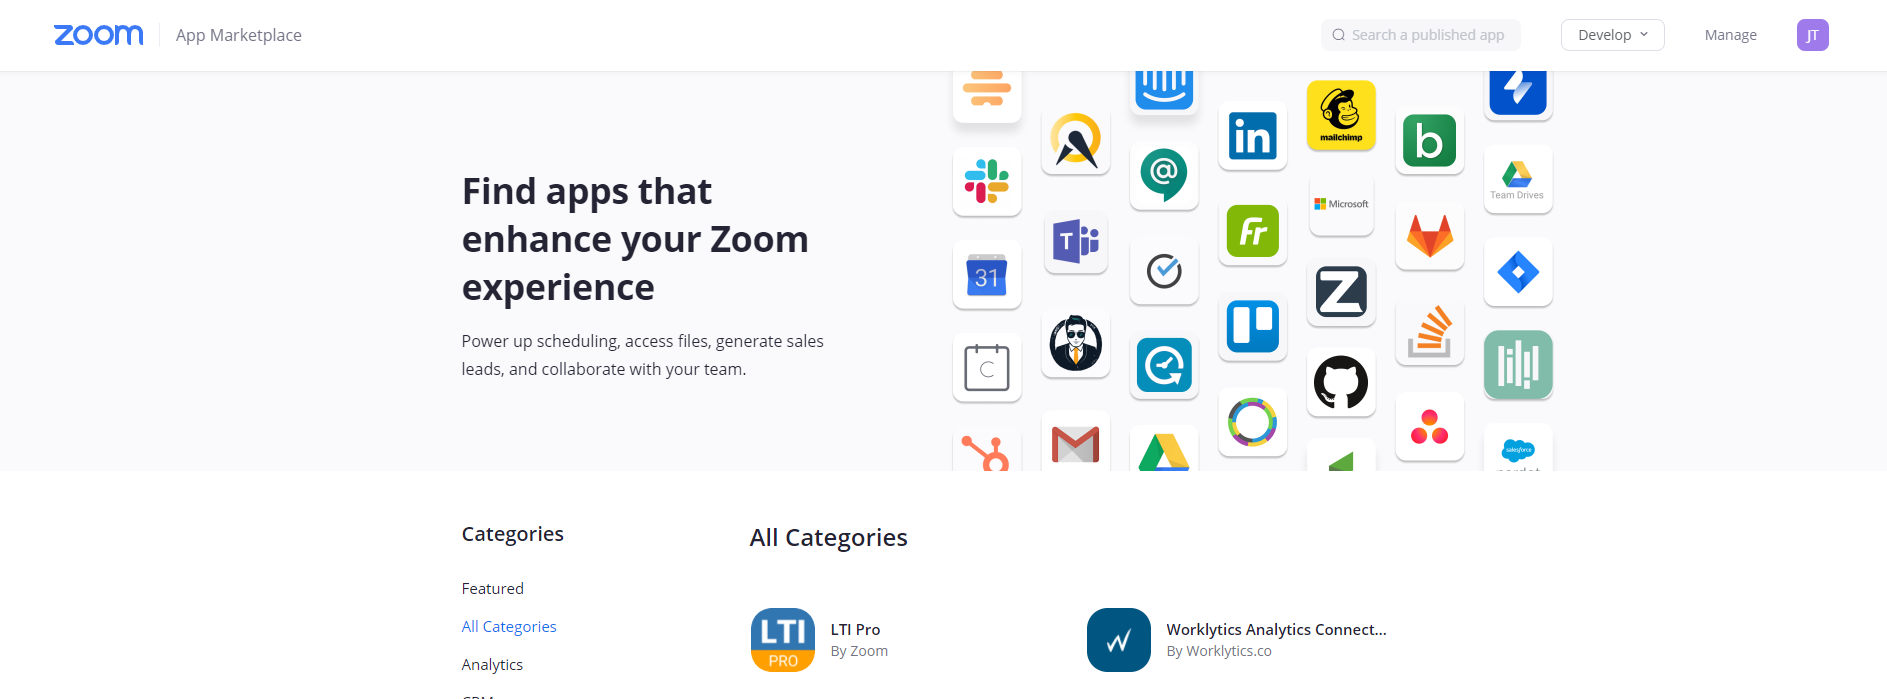 zoom
App Marketplace
Search a published app
Develop
Manage
JT
Find apps that
enhance your Zoom
experience
Power up scheduling, access files, generate sales
leads, and collaborate with your team.
in
mailchimp
b
@
Team Drives
Microsoft
T
Fr
31
Z
C
salesforce
Categories
Featured
All Categories
Analytics
All Categories
LTI
PRO
LTI Pro
By Zoom
Worklytics Analytics Connect...
By Worklytics.co